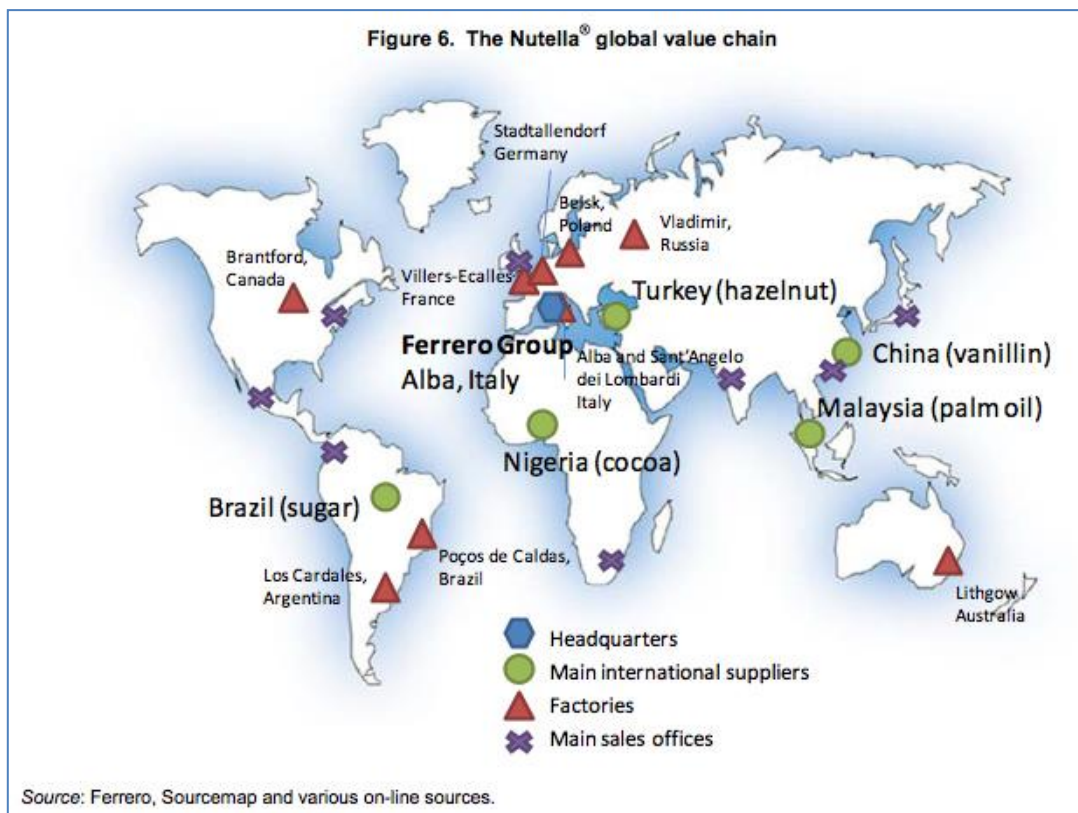 Figure 6. The Nutella® global value chain
Stadtallendorf
Germany
Belsk,
Poland
Vladimir,
Russia
Brantford,
Canada
Villers-Ecalles
France
Turkey (hazelnut)
Ferrero Group
Alba, Italy
Alba and Sant'Angelo
dei Lombardi
Italy
China (vanillin)
Malaysia (palm oil)
Nigeria (cocoa)
Brazil (sugar)
Poços de Caldas,
Brazil
Los Cardales,
Argentina
Lithgow
Australia
Headquarters
Main international suppliers
Factories
Main sales offices
Source: Ferrero, Sourcemap and various on-line sources.